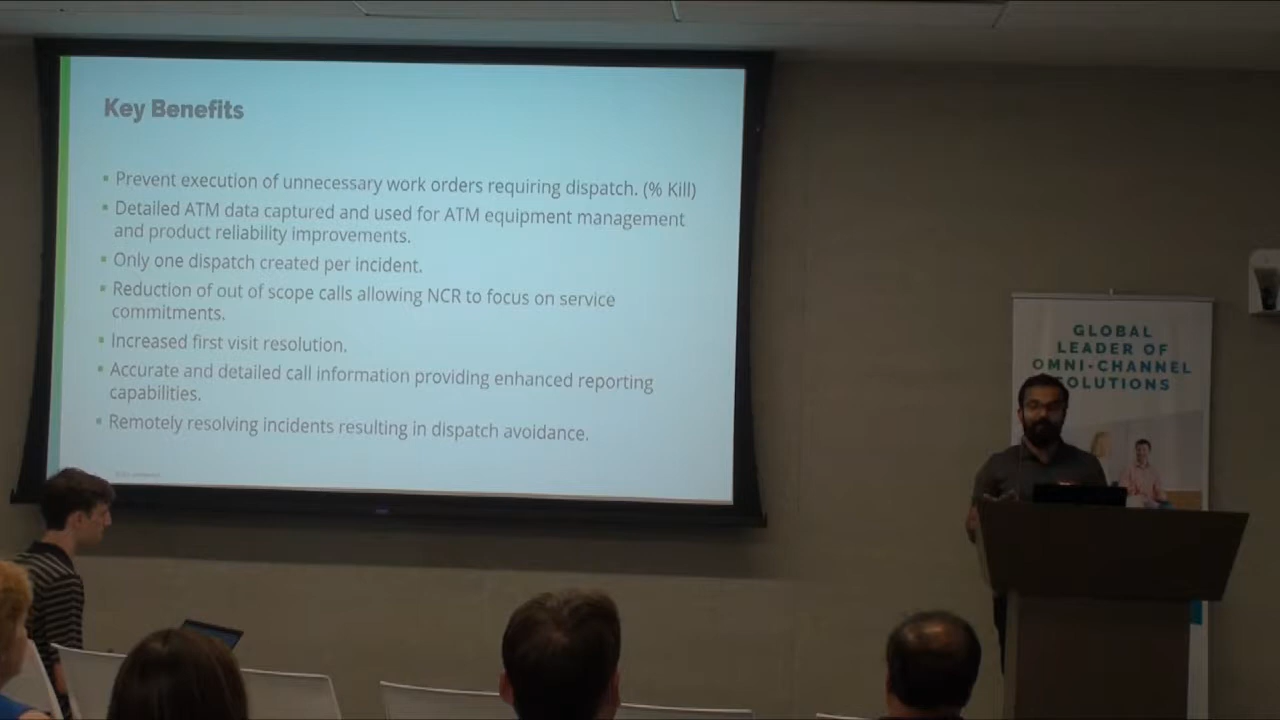 Key Benefits
Prevent execution of unnecessary work orders requiring dispatch. (% Kill)
Detailed ATM data captured and used for ATM equipment management
and product reliability improvements.
Only one dispatch created per incident.
Reduction of out of scope calls allowing NCR to focus on service
commitments.
Increased first visit resolution.
Accurate and detailed call information providing enhanced reporting
capabilities.
Remotely resolving incidents resulting in dispatch avoidance.
GLOBAL
LEADER OF
OMNI-CHANNEL
SOLUTIONS